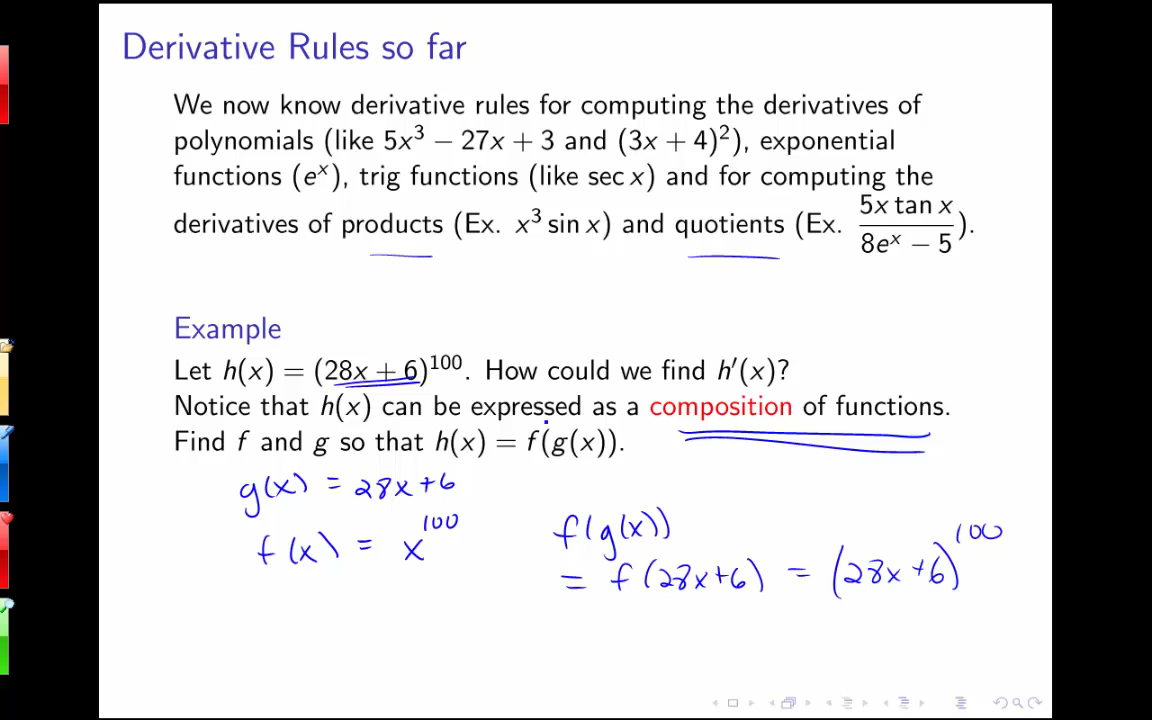 Derivative Rules so far
We now know derivative rules for computing the derivatives of
polynomials (like 5x³ − 27x + 3 and (3x + 4)²), exponential
functions (eˣ), trig functions (like sec x) and for computing the
derivatives of products (Ex. x³ sin x) and quotients (Ex. 5x tan x / 8eˣ − 5).
Example
Let h(x) = (28x + 6)¹⁰⁰. How could we find h′(x)?
Notice that h(x) can be expressed as a composition of functions.
Find f and g so that h(x) = f(g(x)).
g(x) = 28x+6
f(x) = x¹⁰⁰
f(g(x))
= f(28x+6) = (28x+6)¹⁰⁰